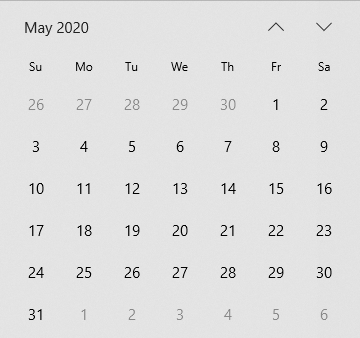 May 2020
Su Mo Tu We Th Fr Sa
26 27 28 29 30 1 2
3 4 5 6 7 8 9
10 11 12 13 14 15 16
17 18 19 20 21 22 23
24 25 26 27 28 29 30
31 1 2 3 4 5 6